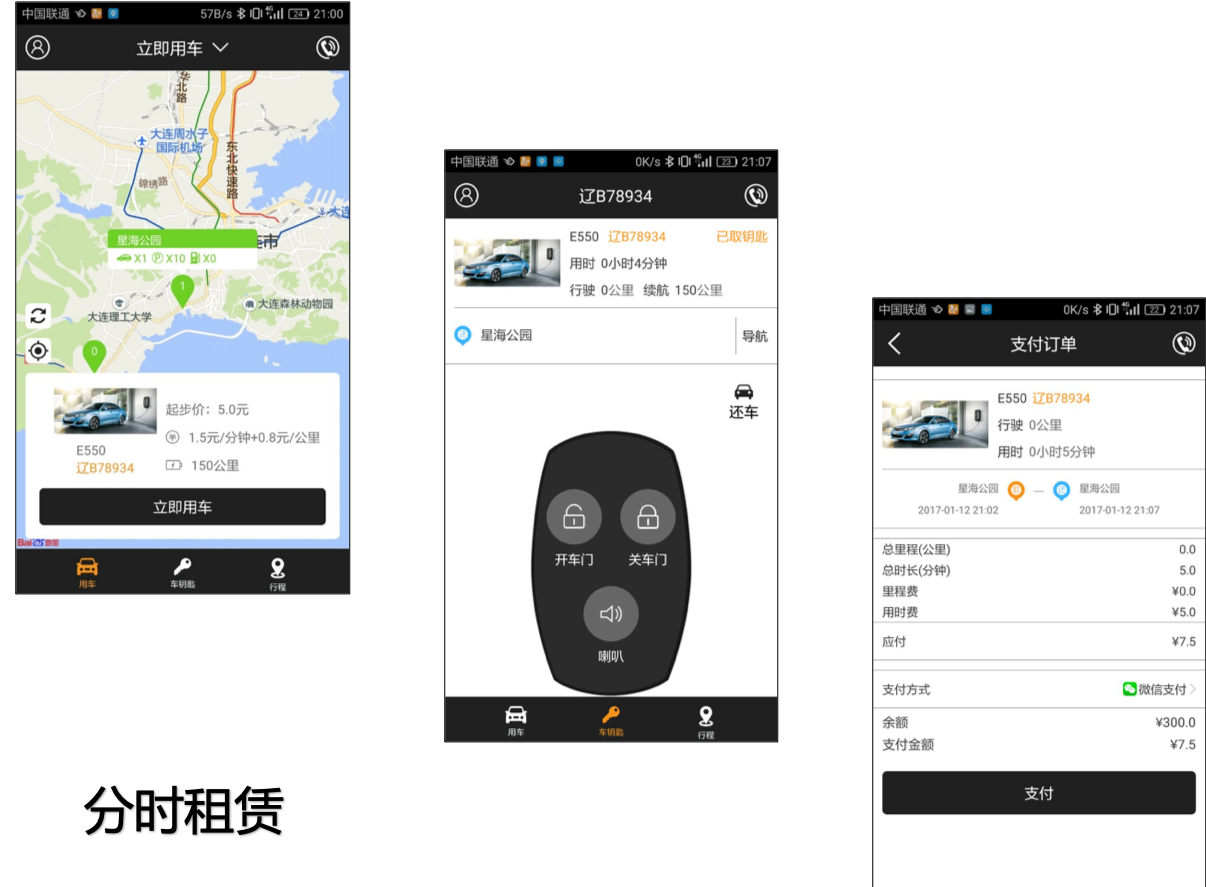 中国联通 57B/s 4G 24 21:00
立即用车
华北路
大连周水子
国际机场
东北快速路
锦绣路
大连
连市
星海公园
X1 X10 X0
1
大连森林动物园
大连理工大学
0
起步价：5.0元
1.5元/分钟+0.8元/公里
E550
150公里
辽B78934
立即用车
Bai 百度
用车 车钥匙 行程
分时租赁
中国联通 0K/s 4G 23 21:07
辽B78934
E550 辽B78934 已取钥匙
用时 0小时4分钟
行驶 0公里 续航 150公里
星海公园 导航
还车
开车门 关车门
喇叭
用车 车钥匙 行程
中国联通 0K/s 4G 22 21:07
支付订单
E550 辽B78934
行驶 0公里
用时 0小时5分钟
星海公园 — 星海公园
2017-01-12 21:02 2017-01-12 21:07
总里程(公里) 0.0
总时长(分钟) 5.0
里程费 ¥0.0
用时费 ¥5.0
应付 ¥7.5
支付方式 微信支付
余额 ¥300.0
支付金额 ¥7.5
支付